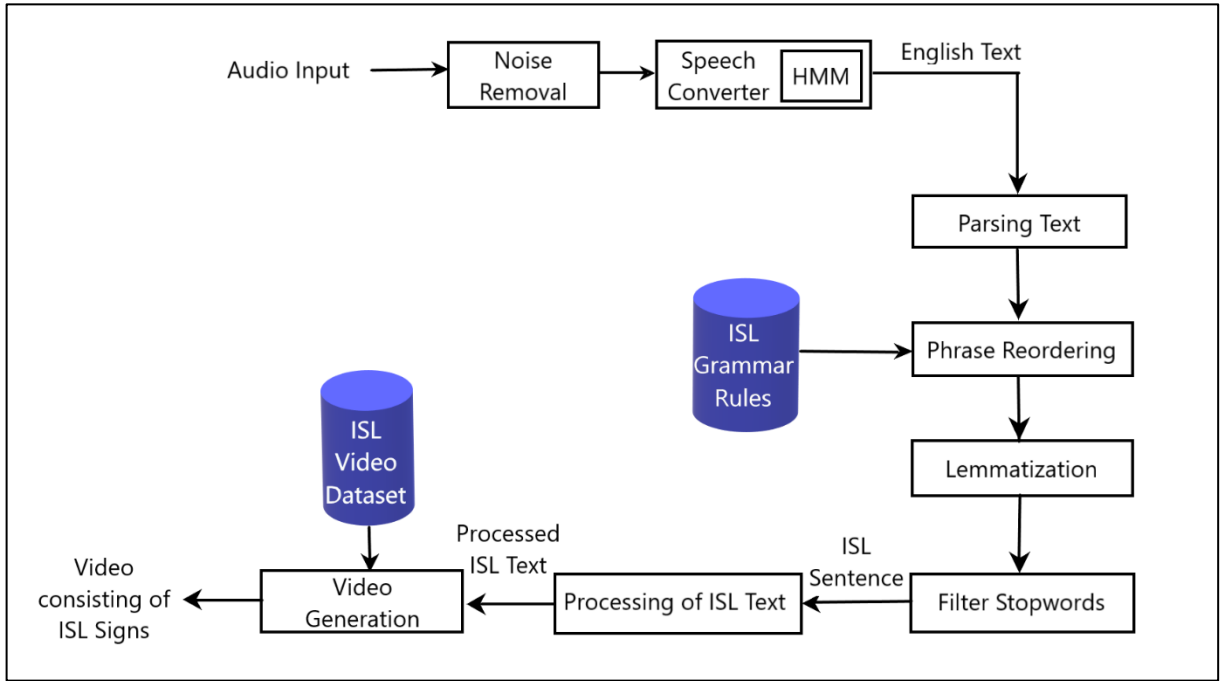 Audio Input
Noise
Removal
Speech
Converter
HMM
English Text
Parsing Text
ISL
Grammar
Rules
Phrase Reordering
Lemmatization
Filter Stopwords
ISL
Sentence
Processing of ISL Text
Processed
ISL Text
ISL
Video
Dataset
Video
Generation
Video
consisting of
ISL Signs